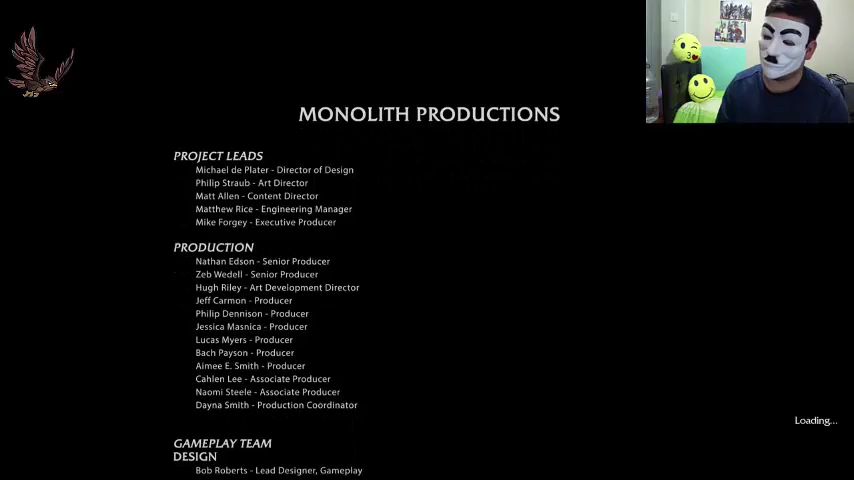 MONOLITH PRODUCTIONS
PROJECT LEADS
Michael de Plater - Director of Design
Philip Straub - Art Director
Matt Allen - Content Director
Matthew Rice - Engineering Manager
Mike Forgey - Executive Producer
PRODUCTION
Nathan Edson - Senior Producer
Zeb Wedell - Senior Producer
Hugh Riley - Art Development Director
Jeff Carmon - Producer
Philip Dennison - Producer
Jessica Masnica - Producer
Lucas Myers - Producer
Bach Payson - Producer
Aimee E. Smith - Producer
Cahlen Lee - Associate Producer
Naomi Steele - Associate Producer
Dayna Smith - Production Coordinator
Loading...
GAMEPLAY TEAM
DESIGN
Bob Roberts - Lead Designer, Gameplay